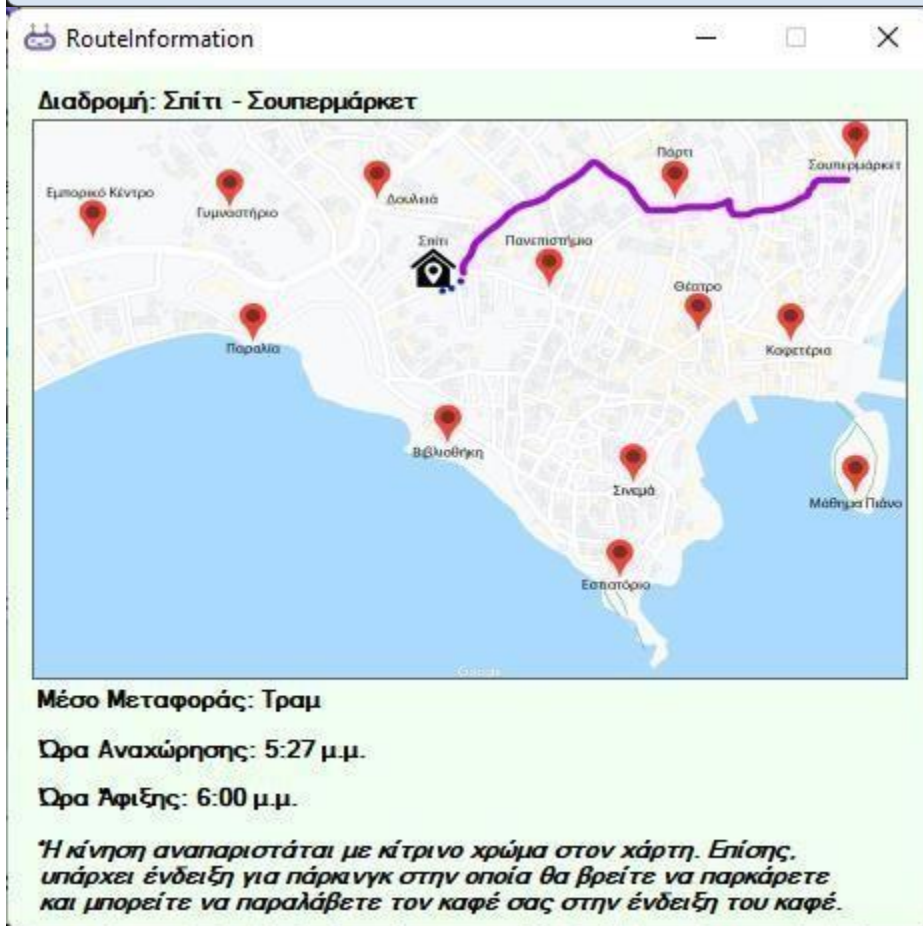 RouteInformation
Διαδρομή: Σπίτι - Σουπερμάρκετ
Πάρτι
Σουπερμάρκετ
Εμπορικό Κέντρο
Γυμναστήριο
Δουλειά
Σπίτι
Πανεπιστήμιο
Θέατρο
Παραλία
Καφετέρια
Βιβλιοθήκη
Σινεμά
Μάθημα Πιάνο
Εστιατόριο
Google
Μέσο Μεταφοράς: Τραμ
Ώρα Αναχώρησης: 5:27 μ.μ.
Ώρα Άφιξης: 6:00 μ.μ.
*Η κίνηση αναπαριστάται με κίτρινο χρώμα στον χάρτη. Επίσης,
υπάρχει ένδειξη για πάρκινγκ στην οποία θα βρείτε να παρκάρετε
και μπορείτε να παραλάβετε τον καφέ σας στην ένδειξη του καφέ.